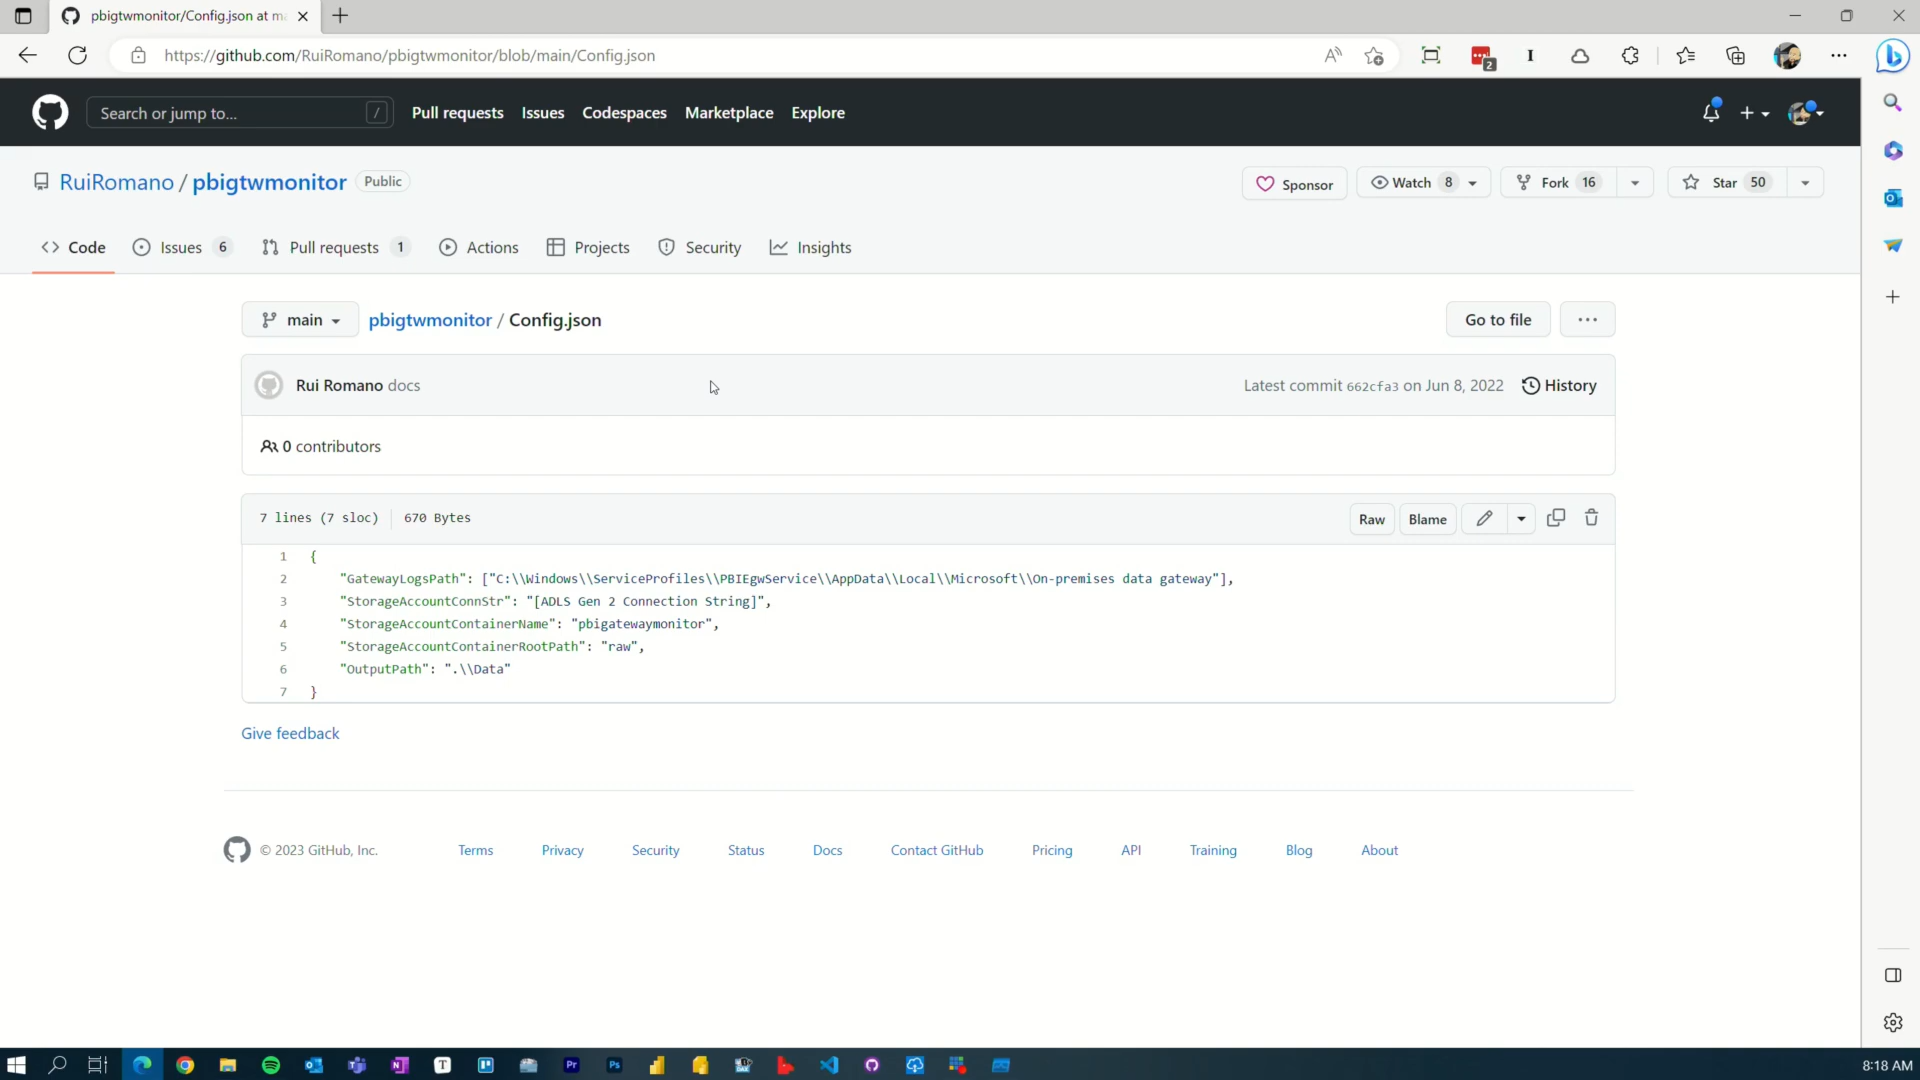 pbigtwmonitor/Config.json at m
https://github.com/RuiRomano/pbigtwmonitor/blob/main/Config.json
2
Search or jump to...
/
Pull requests
Issues
Codespaces
Marketplace
Explore
RuiRomano / pbigtwmonitor
Public
Sponsor
Watch 8
Fork 16
Star 50
Code
Issues 6
Pull requests 1
Actions
Projects
Security
Insights
main
pbigtwmonitor / Config.json
Go to file
Rui Romano docs
Latest commit 662cfa3 on Jun 8, 2022
History
0 contributors
7 lines (7 sloc)
670 Bytes
Raw
Blame
1 {
2 "GatewayLogsPath": ["C:\\Windows\\ServiceProfiles\\PBIEgwService\\AppData\\Local\\Microsoft\\On-premises data gateway"],
3 "StorageAccountConnStr": "[ADLS Gen 2 Connection String]",
4 "StorageAccountContainerName": "pbigatewaymonitor",
5 "StorageAccountContainerRootPath": "raw",
6 "OutputPath": ".\\Data"
7 }
Give feedback
© 2023 GitHub, Inc.
Terms
Privacy
Security
Status
Docs
Contact GitHub
Pricing
API
Training
Blog
About
8:18 AM